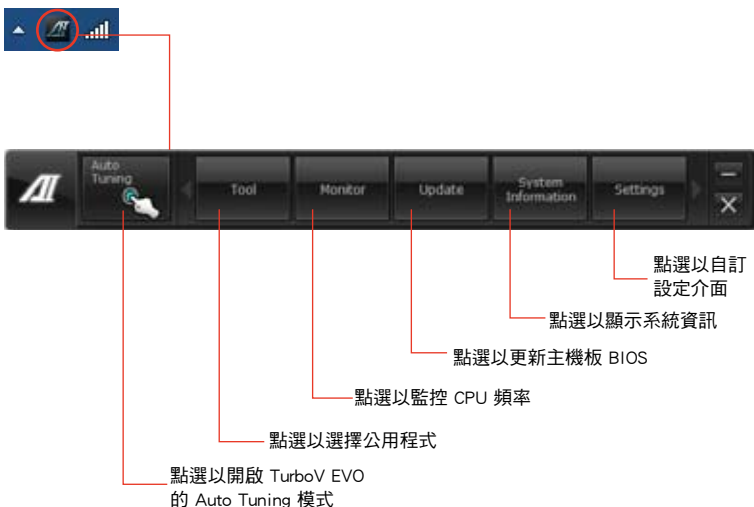 Auto
Tuning
Tool
Monitor
Update
System
Information
Settings
點選以自訂
設定介面
點選以顯示系統資訊
點選以更新主機板 BIOS
點選以監控 CPU 頻率
點選以選擇公用程式
點選以開啟 TurboV EVO
的 Auto Tuning 模式